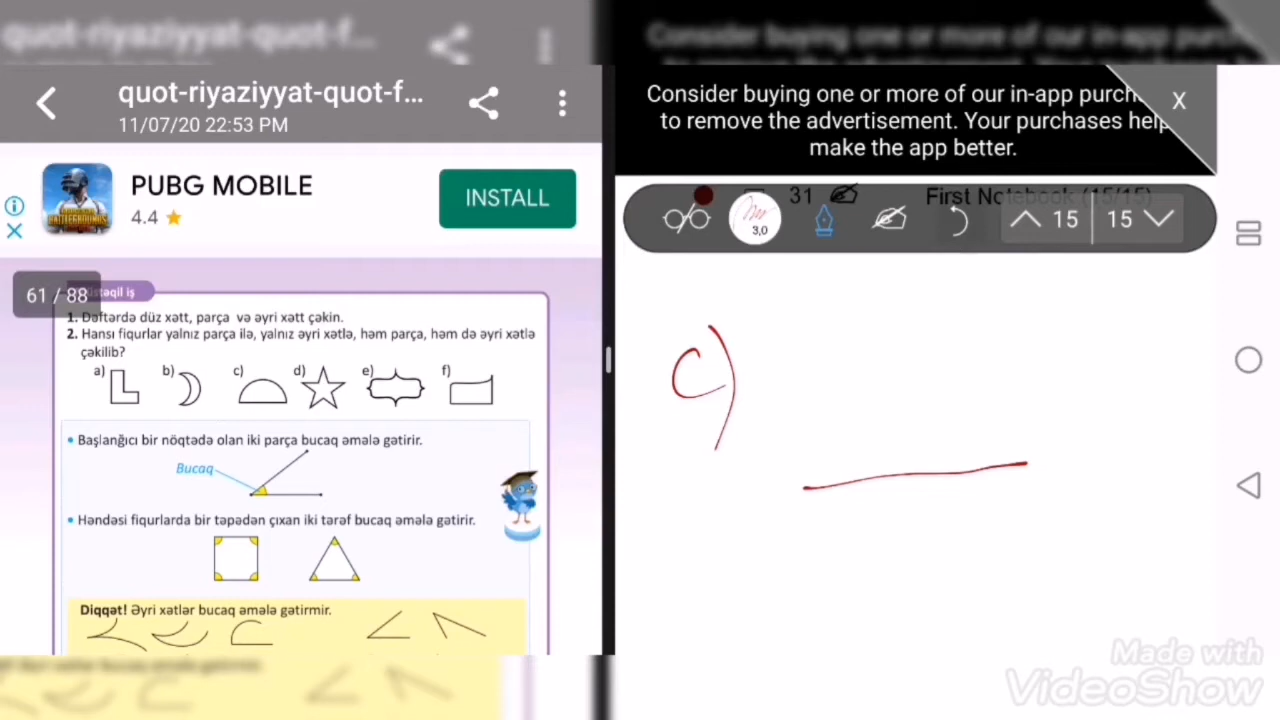 quot-riyaziyyat-quot-f...
11/07/20 22:53 PM
PUBG MOBILE
4.4
INSTALL
61 / 88
1. Dəftərdə düz xətt, parça və əyri xətt çəkin.
2. Hansı fiqurlar yalnız parça ilə, yalnız əyri xətlə, həm parça, həm də əyri xətlə
çəkilib?
a) b) c) d) e) f)
• Başlanğıcı bir nöqtədə olan iki parça bucaq əmələ gətirir.
Bucaq
• Həndəsi fiqurlarda bir təpədən çıxan iki tərəf bucaq əmələ gətirir.
Diqqət! Əyri xətlər bucaq əmələ gətirmir.
Consider buying one or more of our in-app purch
to remove the advertisement. Your purchases help
make the app better.
X
31 First Notebook (15/15)
3,0 15 15
c)
Made with
VideoShow